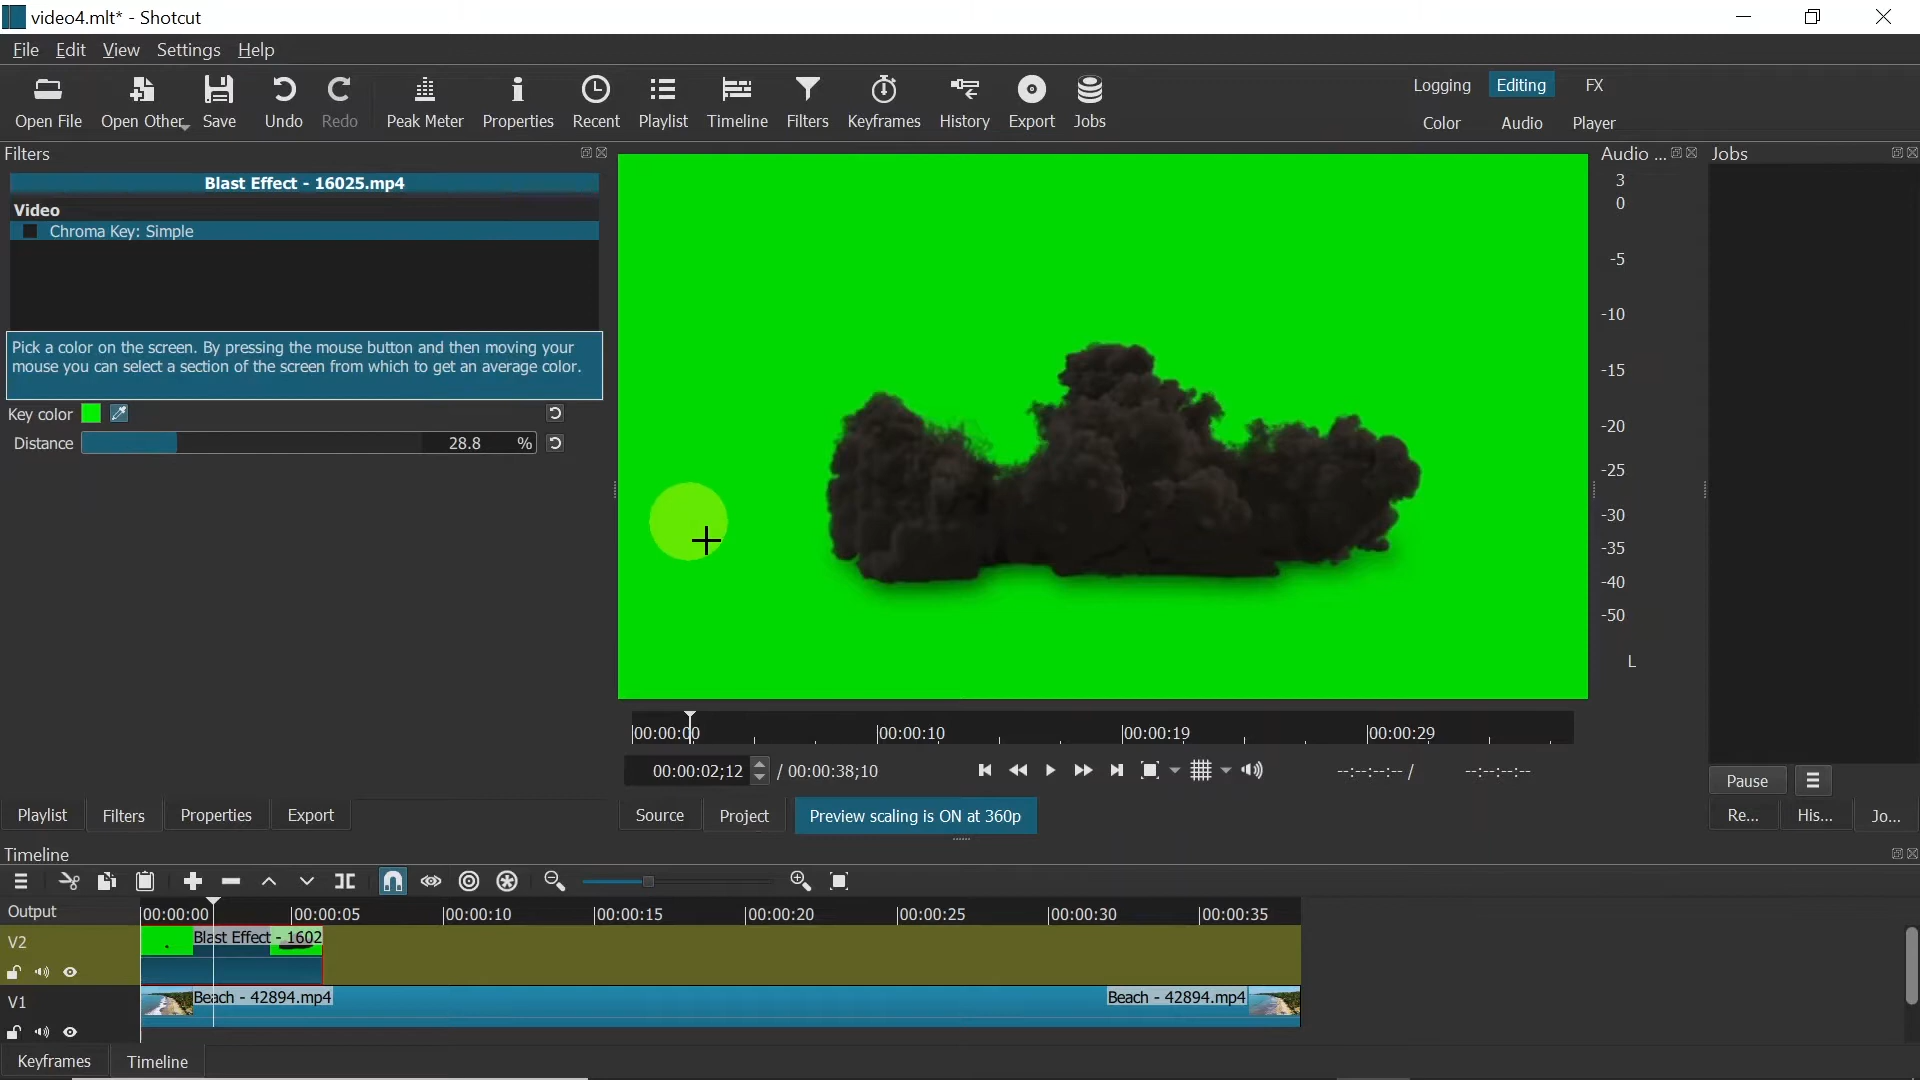 video4.mlt* - Shotcut
File Edit View Settings Help
Open File Open Other Save Undo Redo Peak Meter Properties Recent Playlist Timeline Filters Keyframes History Export Jobs
Logging Editing FX
Color Audio Player
Filters
Blast Effect - 16025.mp4
Video
Chroma Key: Simple
Pick a color on the screen. By pressing the mouse button and then moving your
mouse you can select a section of the screen from which to get an average color.
Key color
Distance 28.8 %
Audio ...
3
0
-5
-10
-15
-20
-25
-30
-35
-40
-50
L
Jobs
00:00:00 00:00:10 00:00:19 00:00:29
00:00:02;12 / 00:00:38;10 --:--:--:-- / --:--:--:--
Pause
Playlist Filters Properties Export
Source Project Preview scaling is ON at 360p
Re... His... Jo...
Timeline
Output 00:00:00 00:00:05 00:00:10 00:00:15 00:00:20 00:00:25 00:00:30 00:00:35
V2 Blast Effect - 1602
V1 Beach - 42894.mp4 Beach - 42894.mp4
Keyframes Timeline